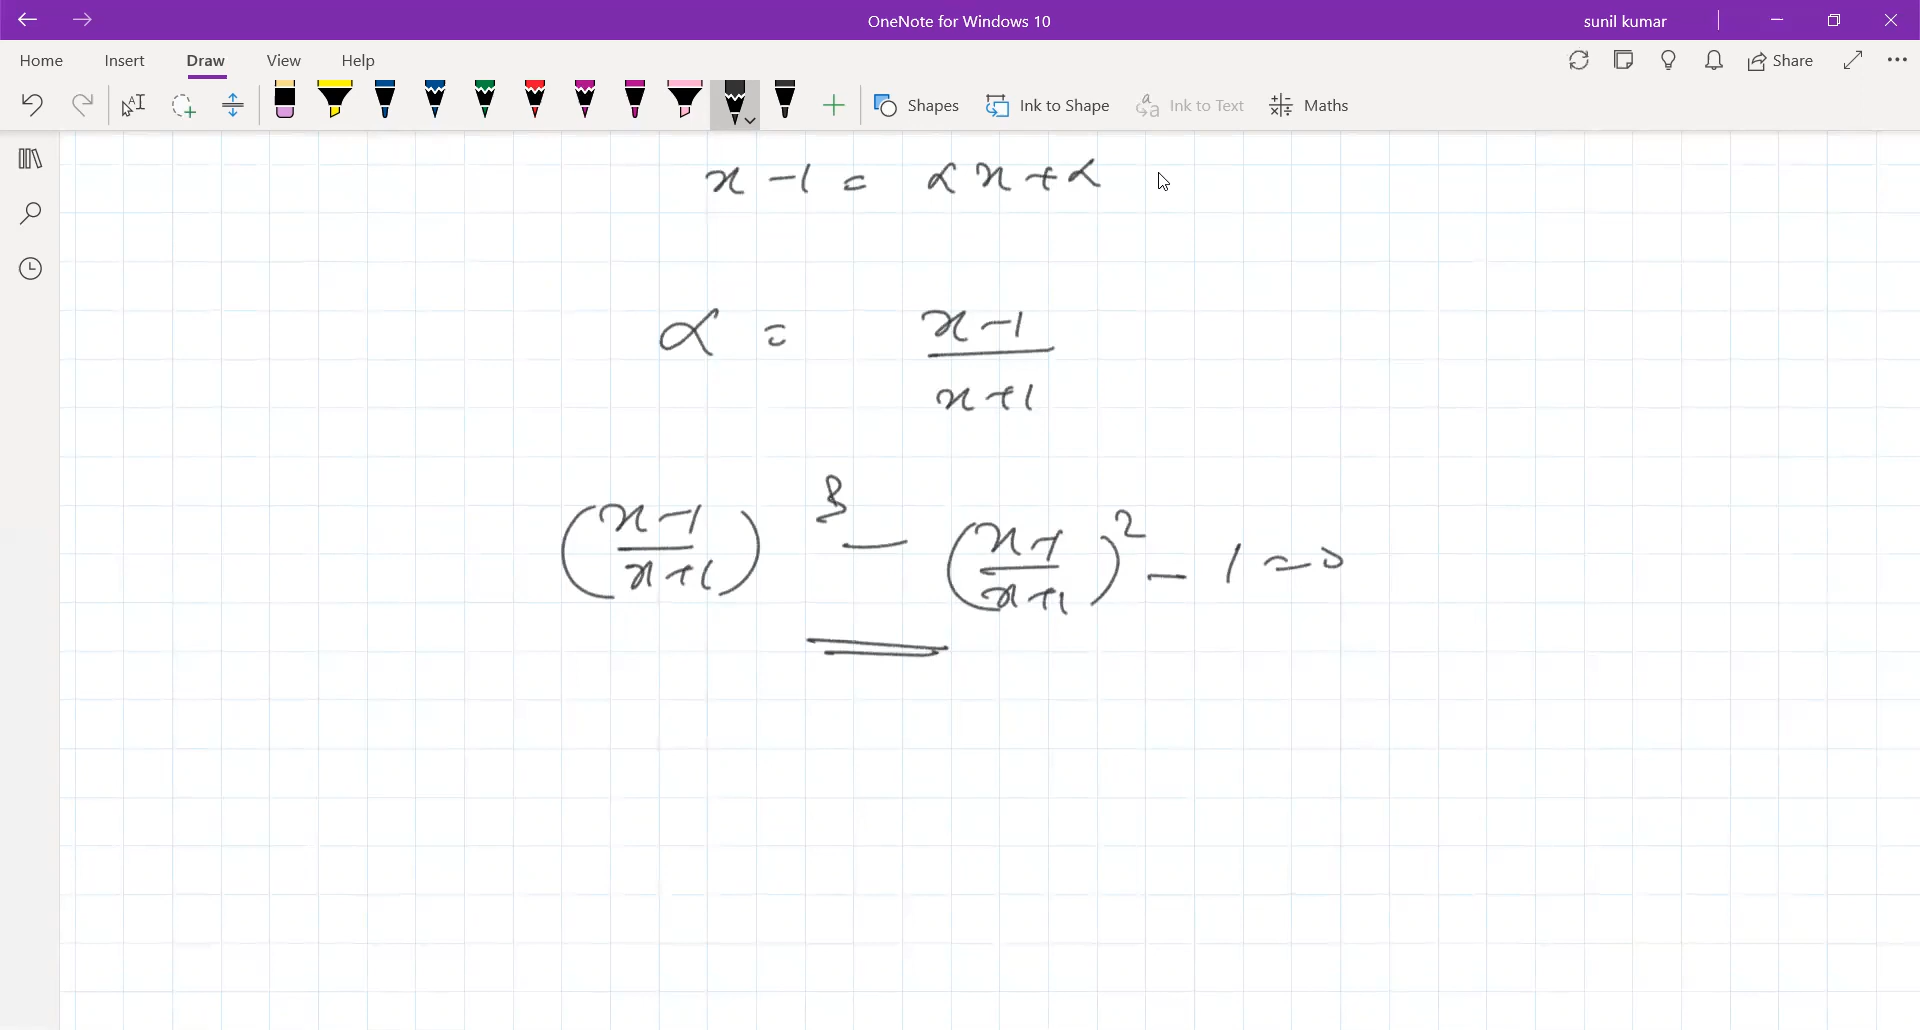 OneNote for Windows 10
sunil kumar
Home Insert Draw View Help
Share
Shapes Ink to Shape Ink to Text Maths
x - 1 = αx + α
α = (x - 1)/(x + 1)
((x - 1)/(x + 1))^3 - ((x - 1)/(x + 1))^2 - 1 = 0